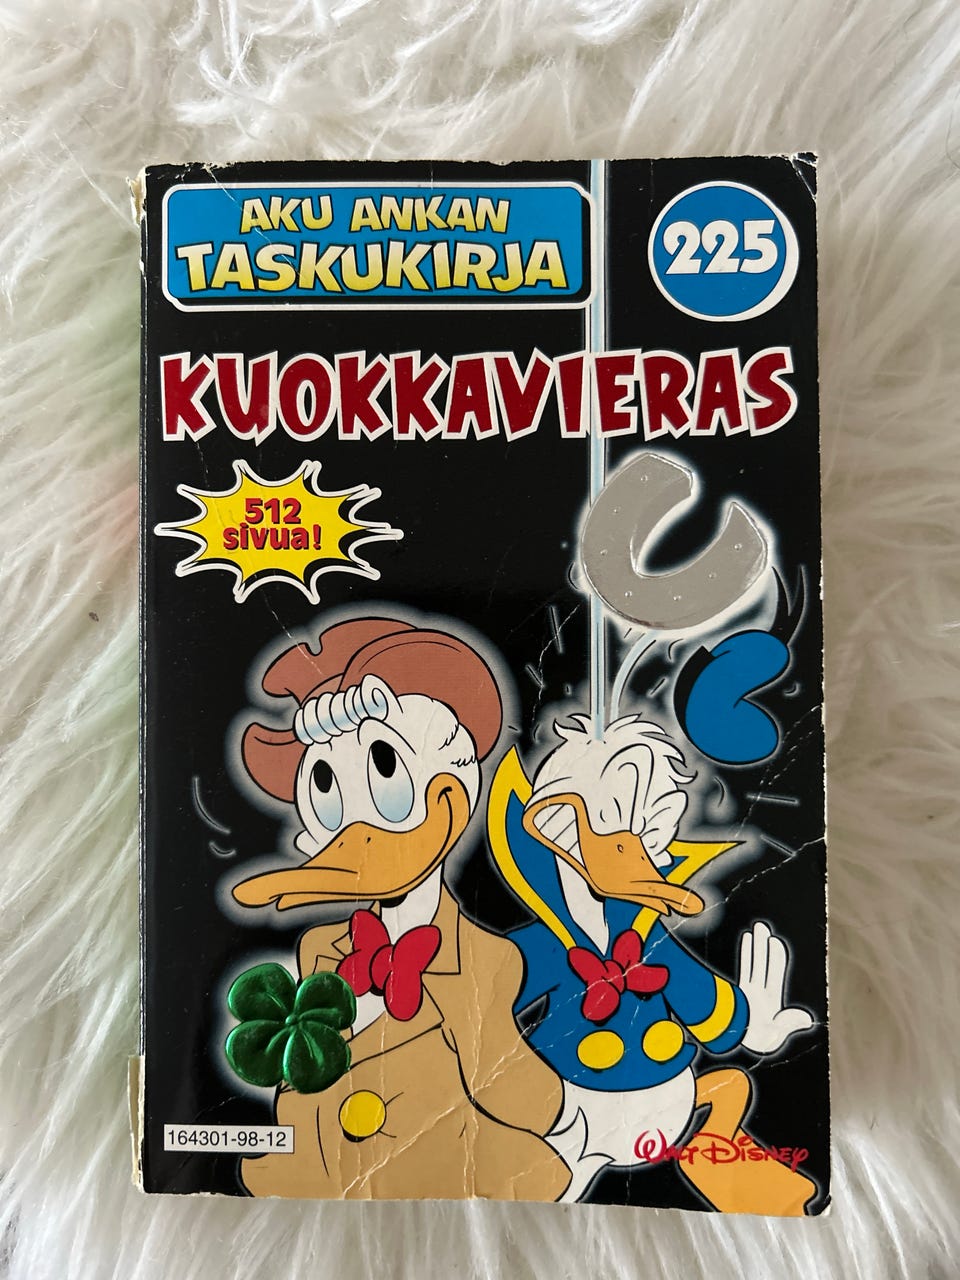 AKU ANKAN
TASKUKIRJA
225
KUOKKAVIERAS
512
sivua!
164301-98-12
WALT DISNEY